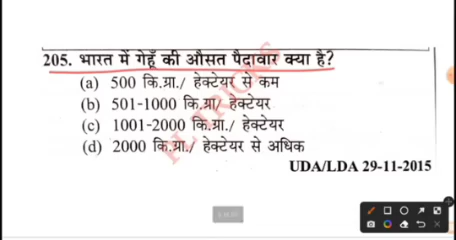 205. भारत में गेहूँ की औसत पैदावार क्या है?
(a) 500 कि.ग्रा./ हेक्टेयर से कम
(b) 501-1000 कि.ग्रा/ हेक्टेयर
(c) 1001-2000 कि.ग्रा./ हेक्टेयर
(d) 2000 कि.ग्रा./ हेक्टेयर से अधिक
UDA/LDA 29-11-2015